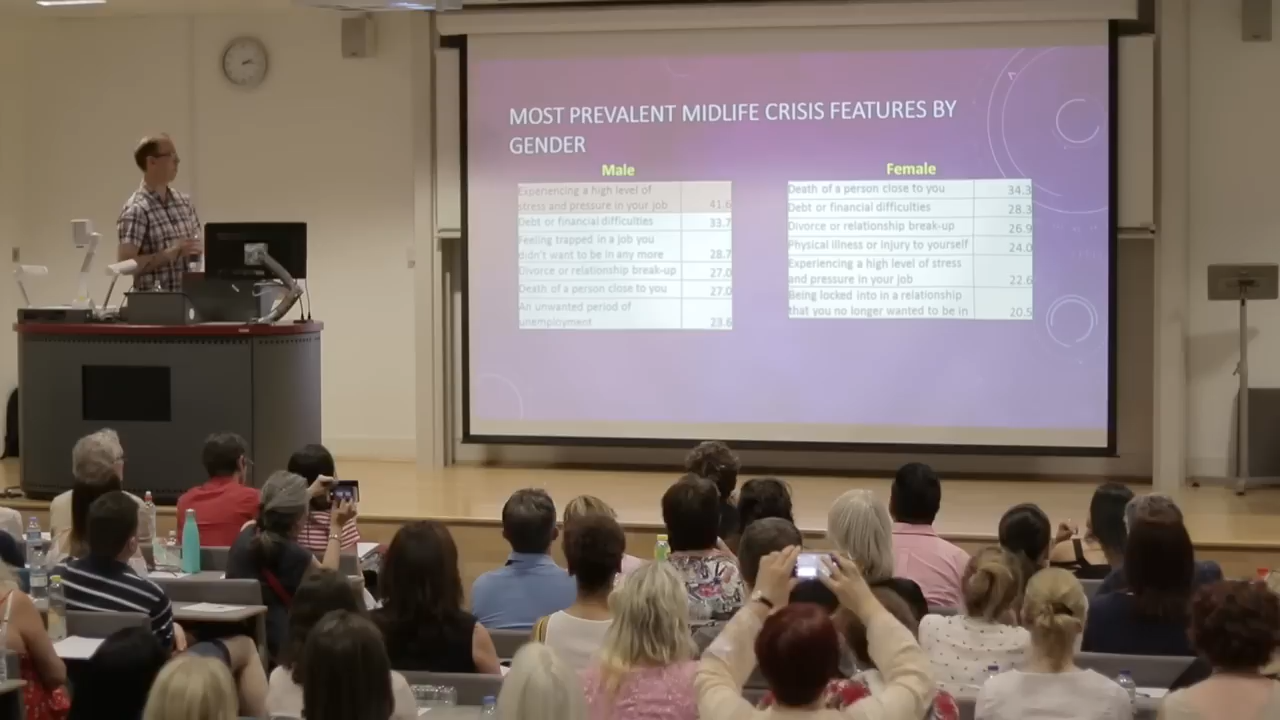 MOST PREVALENT MIDLIFE CRISIS FEATURES BY
GENDER
Male
Experiencing a high level of
stress and pressure in your job 41.6
Debt or financial difficulties 33.7
Feeling trapped in a job you
didn't want to be in any more 28.7
Divorce or relationship break-up 27.0
Death of a person close to you 27.0
An unwanted period of
unemployment 23.6
Female
Death of a person close to you 34.3
Debt or financial difficulties 28.3
Divorce or relationship break-up 26.9
Physical illness or injury to yourself 24.0
Experiencing a high level of stress
and pressure in your job 22.6
Being locked into in a relationship
that you no longer wanted to be in 20.5